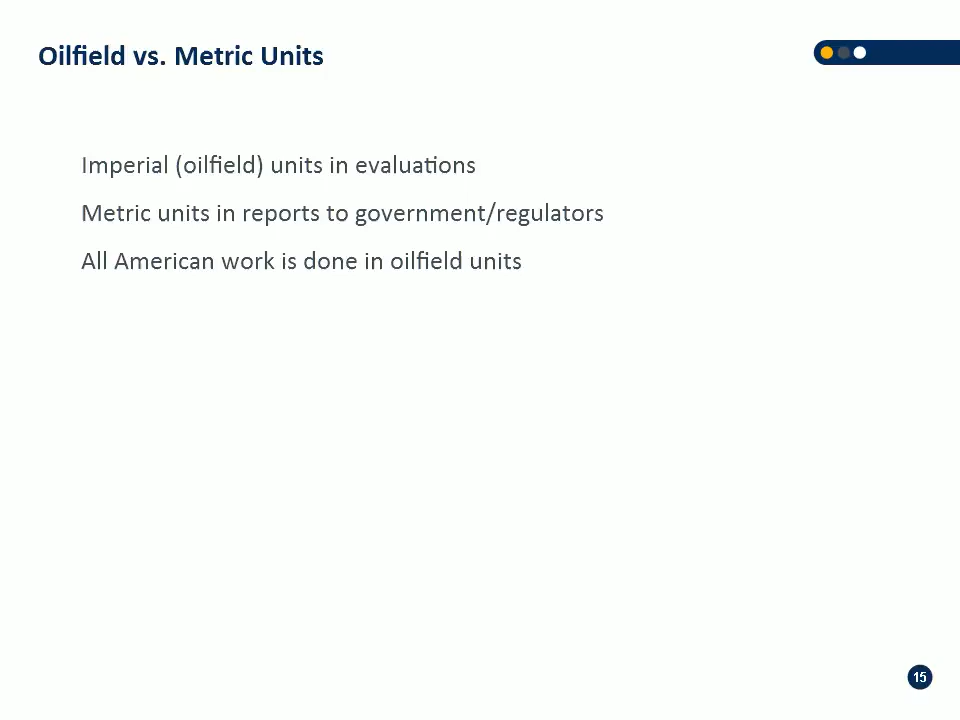 Oilfield vs. Metric Units
Imperial (oilfield) units in evaluations
Metric units in reports to government/regulators
All American work is done in oilfield units
15